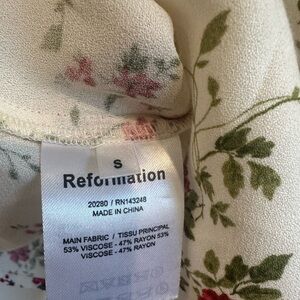 S
Reformation
20280 / RN143248
MADE IN CHINA
MAIN FABRIC / TISSU PRINCIPAL
53% VISCOSE - 47% RAYON 53%
VISCOSE - 47% RAYON